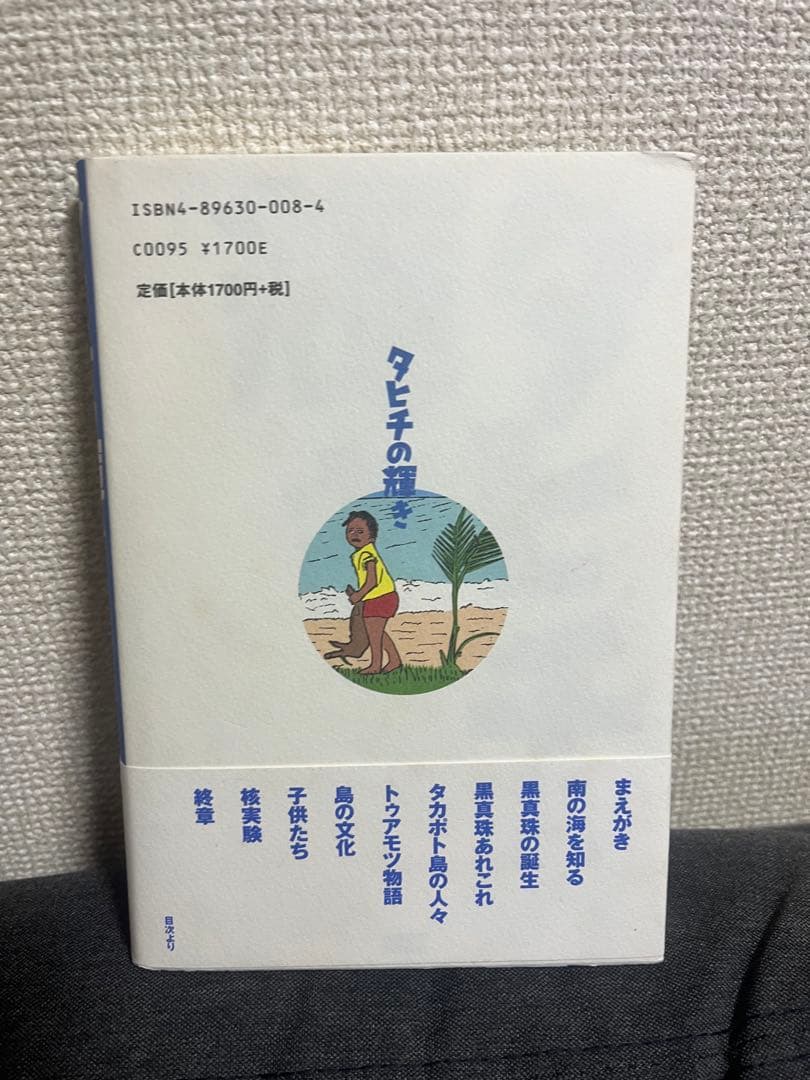 ISBN4-89630-008-4
C0095 ¥1700E
定価[本体1700円+税]
タヒチの輝き
まえがき
南の海を知る
黒真珠の誕生
黒真珠あれこれ
タカポト島の人々
トゥアモツ物語
島の文化
子供たち
核実験
終章
目次より